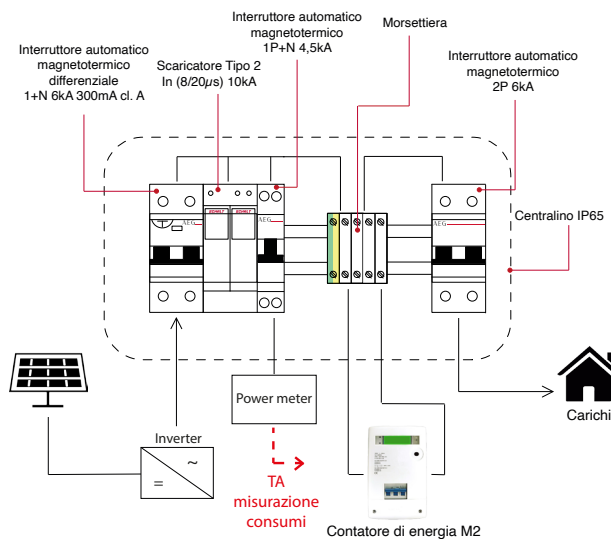 Interruttore automatico
magnetotermico
differenziale
1+N 6kA 300mA cl. A
Scaricatore Tipo 2
In (8/20µs) 10kA
Interruttore automatico
magnetotermico
1P+N 4,5kA
Morsettiera
Interruttore automatico
magnetotermico
2P 6kA
Centralino IP65
AEG
AEG
AEG
Power meter
Inverter
~
=
TA
misurazione
consumi
Contatore di energia M2
Carichi